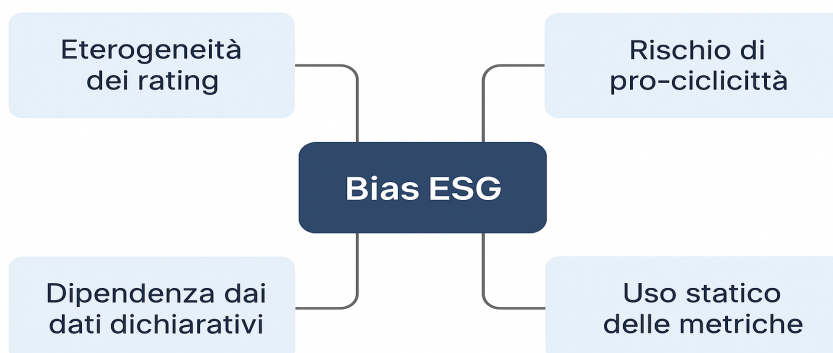 Eterogeneità
dei rating
Rischio di
pro-ciclicittà
Bias ESG
Dipendenza dai
dati dichiarativi
Uso statico
delle metriche